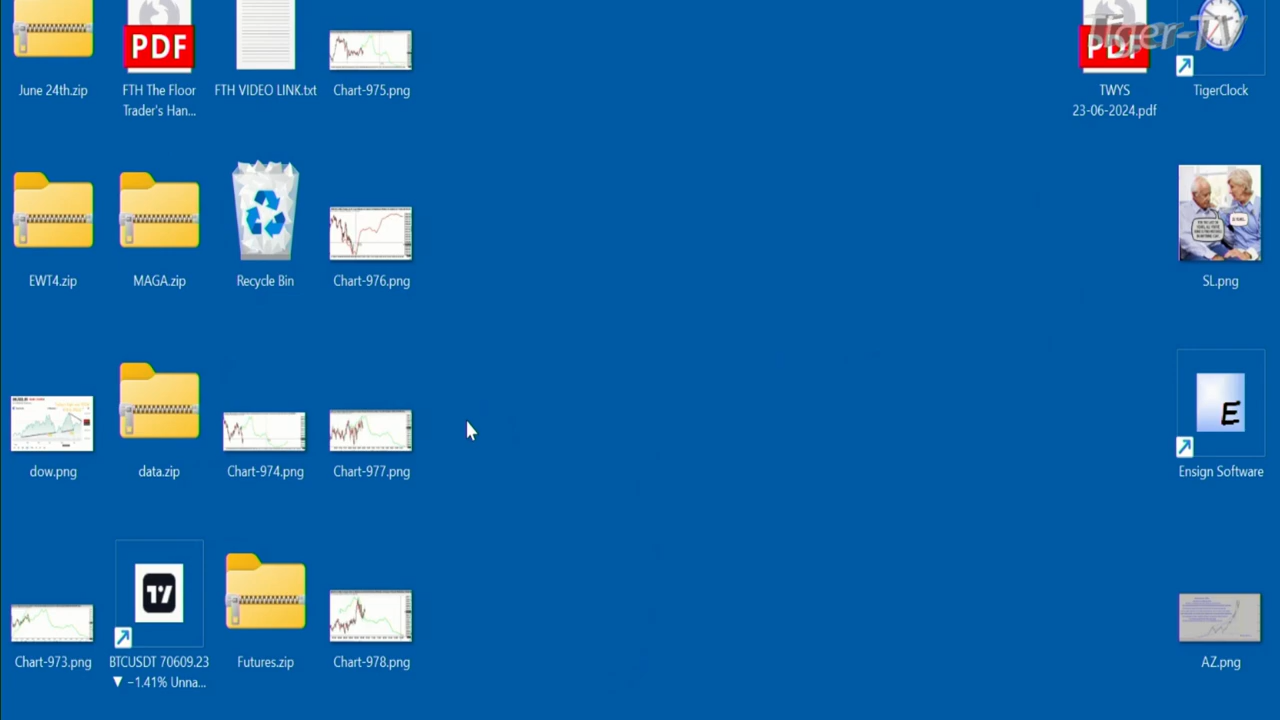 Tiger-TV
PDF
PDF
June 24th.zip
FTH The Floor
Trader's Han...
FTH VIDEO LINK.txt
Chart-975.png
TWYS
23-06-2024.pdf
TigerClock
EWT4.zip
MAGA.zip
Recycle Bin
Chart-976.png
SL.png
dow.png
data.zip
Chart-974.png
Chart-977.png
E
Ensign Software
Chart-973.png
BTCUSDT 70609.23
▼ −1.41% Unna...
Futures.zip
Chart-978.png
AZ.png